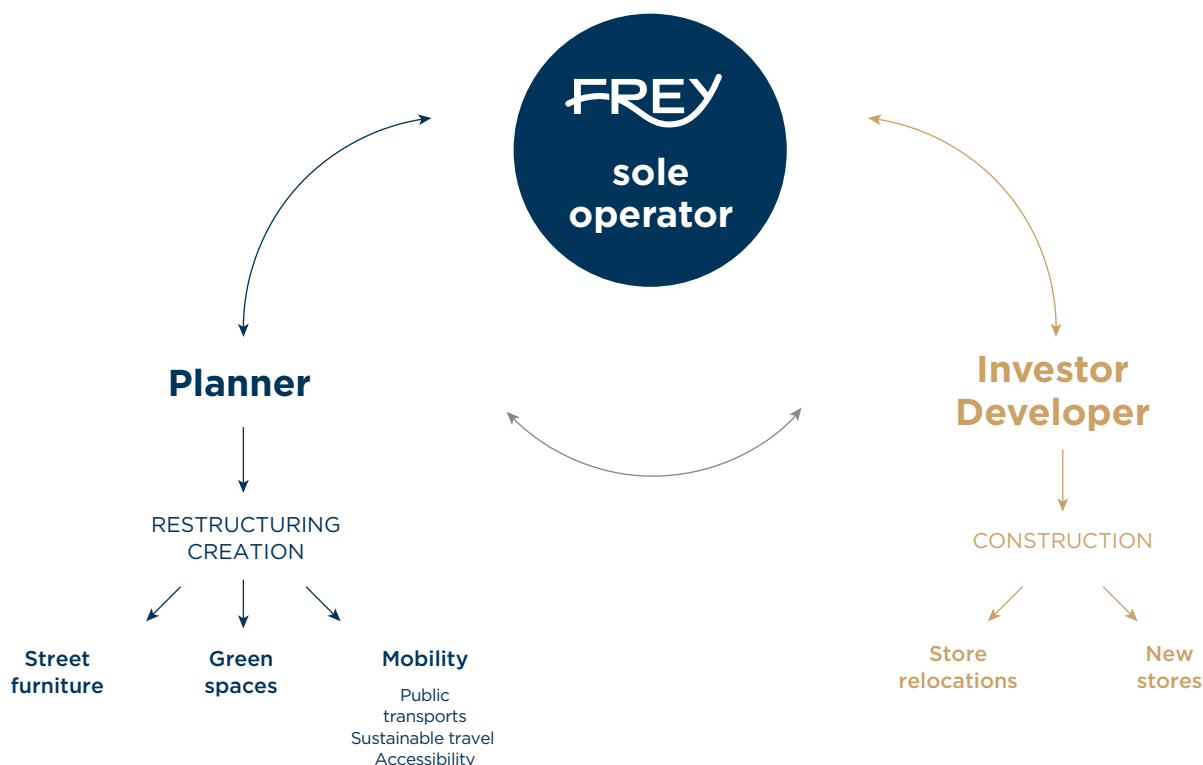 FREY
sole
operator
Planner
Investor
Developer
RESTRUCTURING
CREATION
CONSTRUCTION
Street
furniture
Green
spaces
Mobility
Public
transports
Sustainable travel
Accessibility
Store
relocations
New
stores